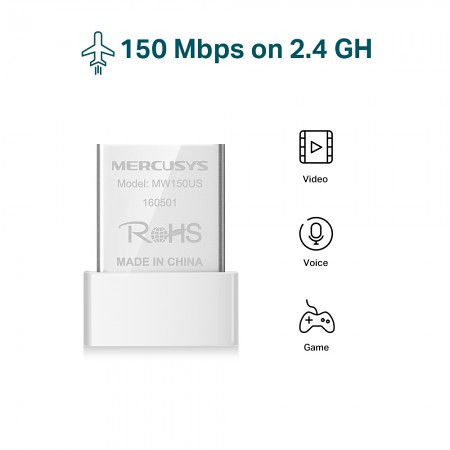 150 Mbps on 2.4 GH
MERCUSYS
Model: MW150US
160501
RoHS
MADE IN CHINA
Video
Voice
Game